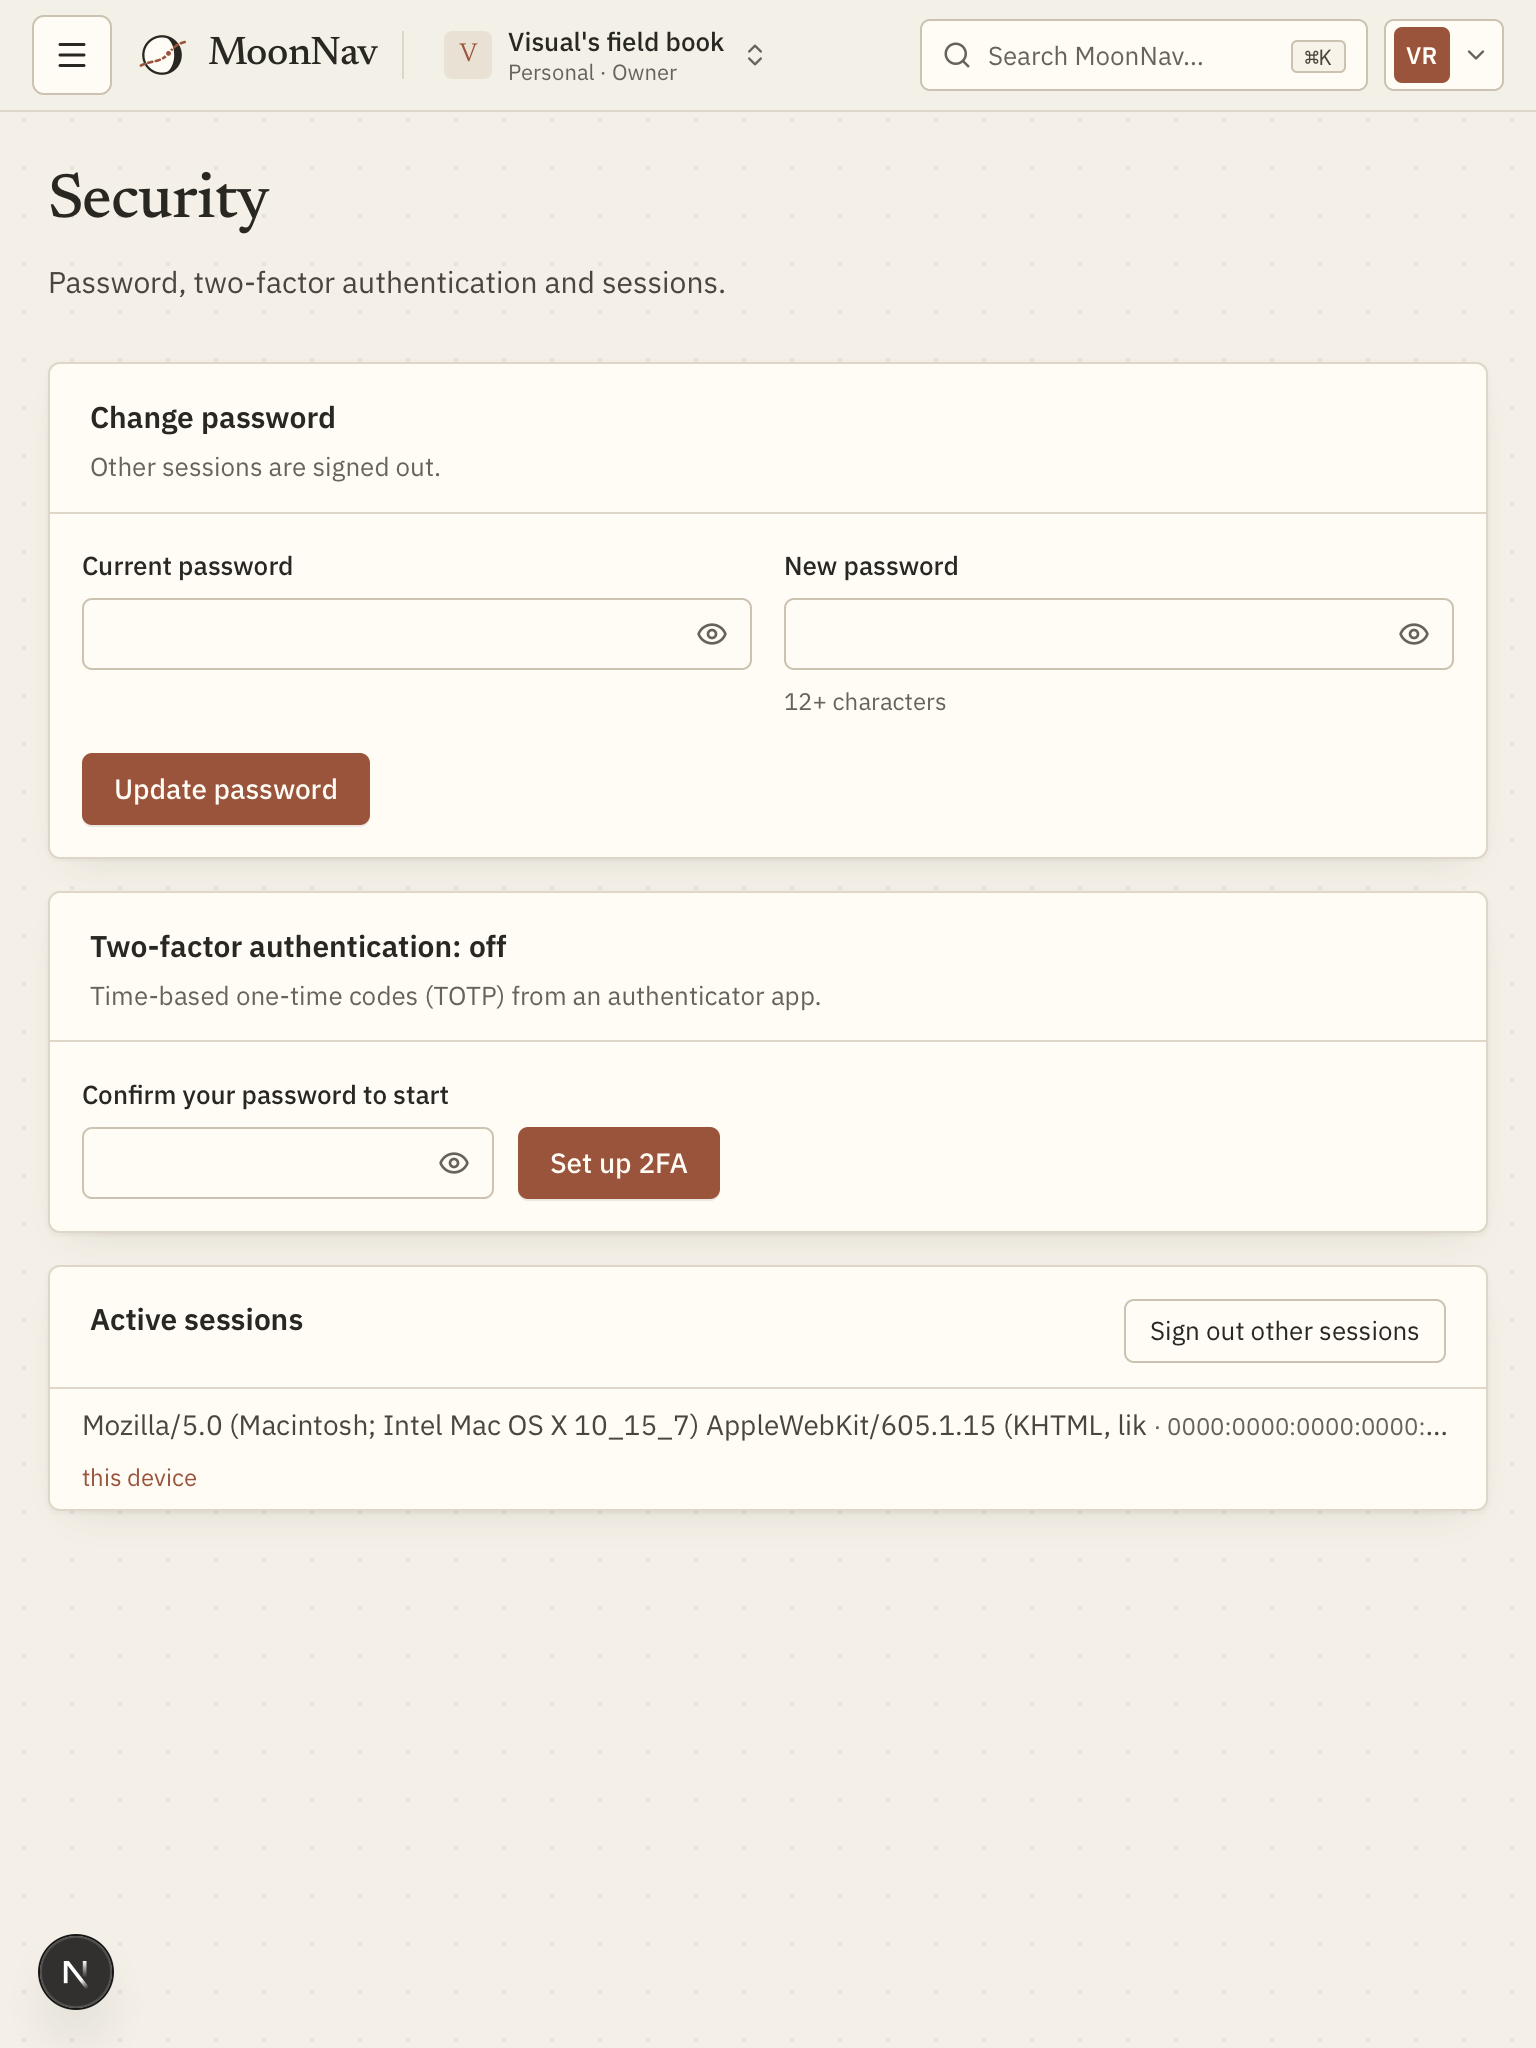 MoonNav
V
Visual's field book
Personal · Owner
Search MoonNav...
⌘K
VR
Security
Password, two-factor authentication and sessions.
Change password
Other sessions are signed out.
Current password
New password
12+ characters
Update password
Two-factor authentication: off
Time-based one-time codes (TOTP) from an authenticator app.
Confirm your password to start
Set up 2FA
Active sessions
Sign out other sessions
Mozilla/5.0 (Macintosh; Intel Mac OS X 10_15_7) AppleWebKit/605.1.15 (KHTML, lik · 0000:0000:0000:0000:...
this device
N